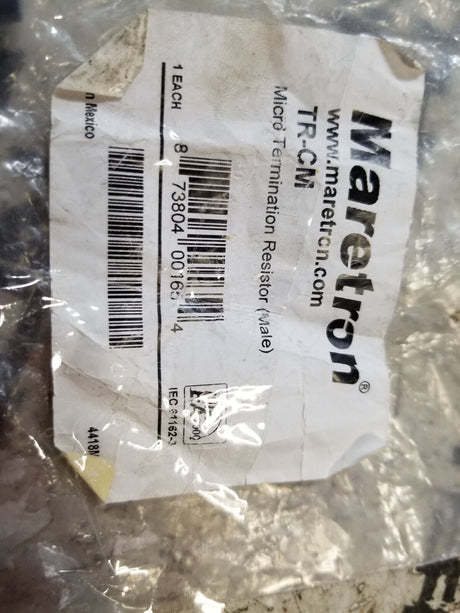 Maretron®
www.maretron.com
TR-CM
Micro Termination Resistor (Male)
1 EACH
8 73804 00165 4
IEC 61162-3
n Mexico
4418M